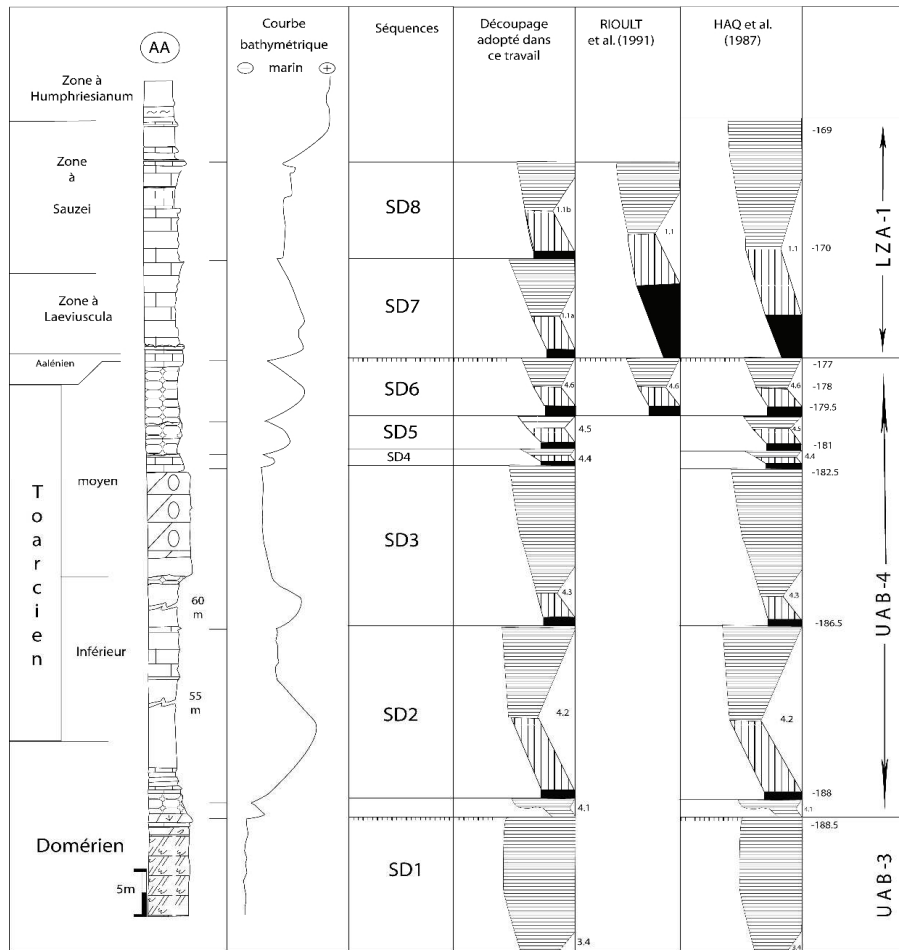 AA
Courbe
bathymétrique
⊖ marin ⊕
Séquences
Découpage
adopté dans
ce travail
RIOULT
et al. (1991)
HAQ et al.
(1987)
Zone à
Humphriesianum
Zone
à
Sauzei
Zone à
Laeviuscula
Aalénien
Toarcien
moyen
Inférieur
Domérien
60
m
55
m
5m
SD8
SD7
SD6
SD5
SD4
SD3
SD2
SD1
1.1b
1.1a
4.6
4.5
4.4
4.3
4.2
4.1
3.4
1.1
4.6
1.1
4.6
4.5
4.4
4.3
4.2
4.1
3.4
-169
-170
-177
-178
-179.5
-181
-182.5
-186.5
-188
-188.5
LZA-1
UAB-4
UAB-3